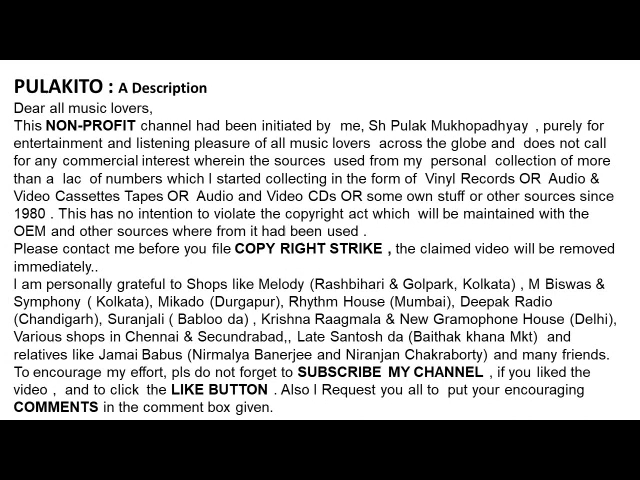 PULAKITO : A Description
Dear all music lovers,
This NON-PROFIT channel had been initiated by me, Sh Pulak Mukhopadhyay , purely for
entertainment and listening pleasure of all music lovers across the globe and does not call
for any commercial interest wherein the sources used from my personal collection of more
than a lac of numbers which I started collecting in the form of Vinyl Records OR Audio &
Video Cassettes Tapes OR Audio and Video CDs OR some own stuff or other sources since
1980 . This has no intention to violate the copyright act which will be maintained with the
OEM and other sources where from it had been used .
Please contact me before you file COPY RIGHT STRIKE , the claimed video will be removed
immediately..
I am personally grateful to Shops like Melody (Rashbihari & Golpark, Kolkata) , M Biswas &
Symphony ( Kolkata), Mikado (Durgapur), Rhythm House (Mumbai), Deepak Radio
(Chandigarh), Suranjali ( Babloo da) , Krishna Raagmala & New Gramophone House (Delhi),
Various shops in Chennai & Secundrabad,, Late Santosh da (Baithak khana Mkt) and
relatives like Jamai Babus (Nirmalya Banerjee and Niranjan Chakraborty) and many friends.
To encourage my effort, pls do not forget to SUBSCRIBE MY CHANNEL , if you liked the
video , and to click the LIKE BUTTON . Also I Request you all to put your encouraging
COMMENTS in the comment box given.